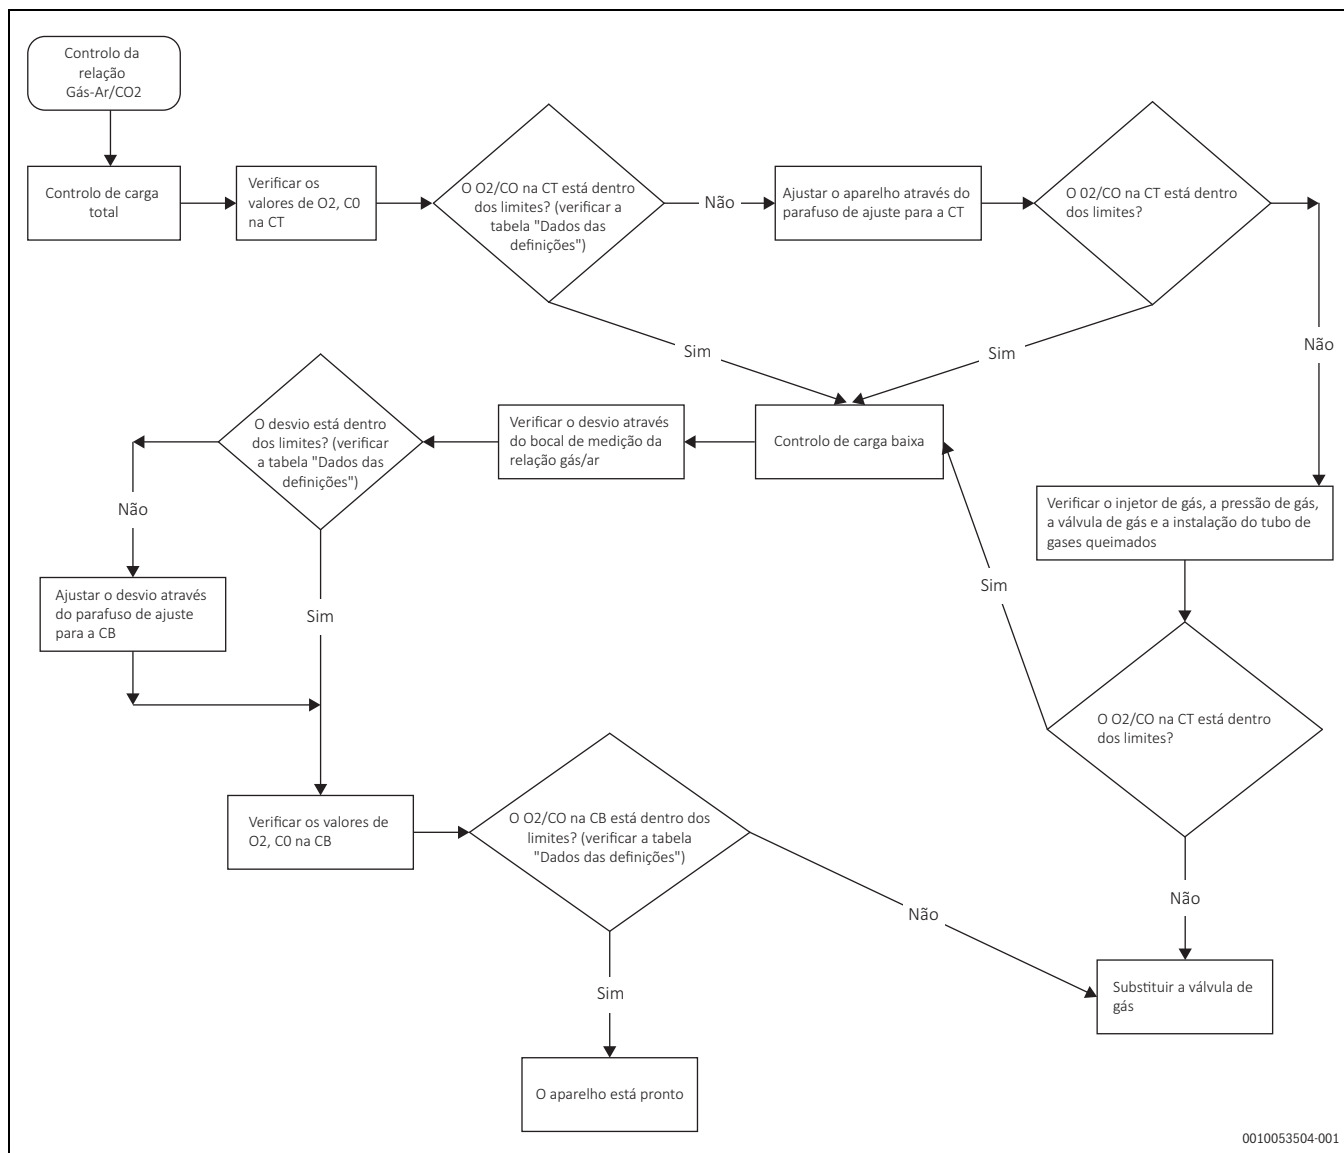 Controlo da
relação
Gás-Ar/CO2
Controlo de carga
total
Verificar os
valores de O2, C0
na CT
O O2/CO na CT está dentro
dos limites? (verificar a
tabela "Dados das
definições")
Não
Ajustar o aparelho através do
parafuso de ajuste para a CT
O 02/CO na CT está dentro
dos limites?
Sim
Sim
Não
O desvio está dentro
dos limites? (verificar
a tabela "Dados das
definições")
Verificar o desvio através
do bocal de medição da
relação gás/ar
Controlo de carga baixa
Não
Verificar o injetor de gás, a pressão de gás,
a válvula de gás e a instalação do tubo de
gases queimados
Ajustar o desvio através
do parafuso de ajuste
para a CB
Sim
Sim
O O2/CO na CT está dentro
dos limites?
Verificar os valores de
O2, C0 na CB
O O2/CO na CB está dentro dos
limites? (verificar a tabela
"Dados das definições")
Não
Não
Sim
Substituir a válvula de
gás
O aparelho está pronto
0010053504-001